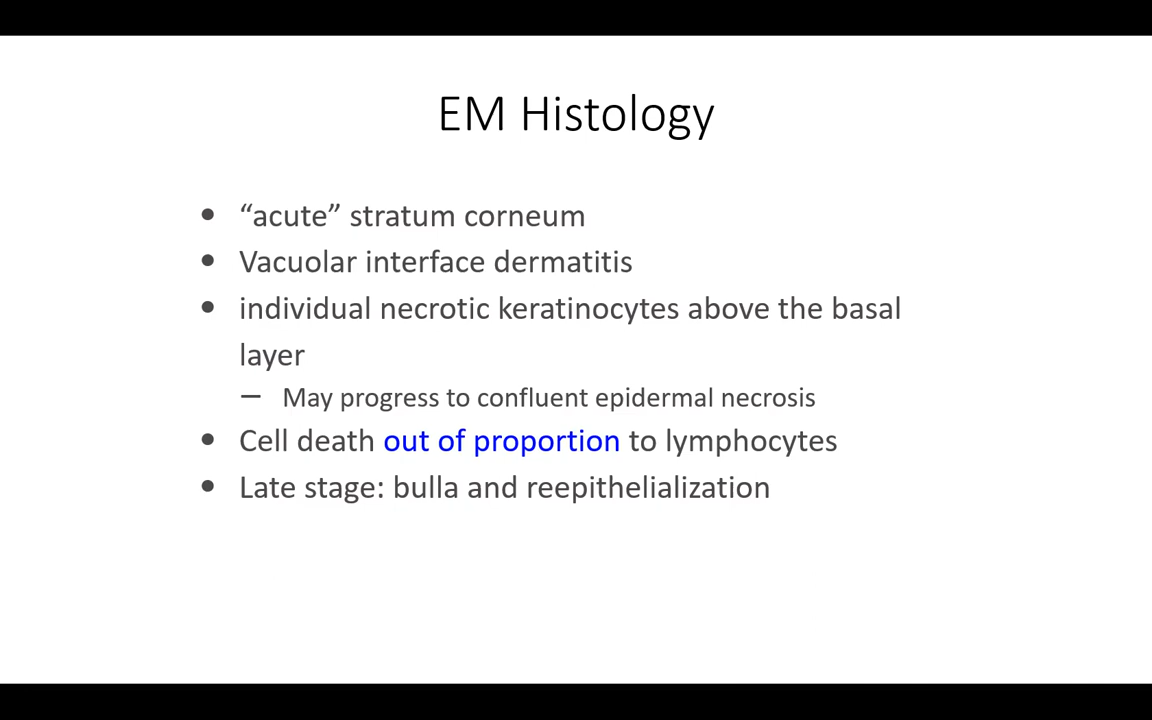 EM Histology
• “acute” stratum corneum
• Vacuolar interface dermatitis
• individual necrotic keratinocytes above the basal
layer
– May progress to confluent epidermal necrosis
• Cell death out of proportion to lymphocytes
• Late stage: bulla and reepithelialization